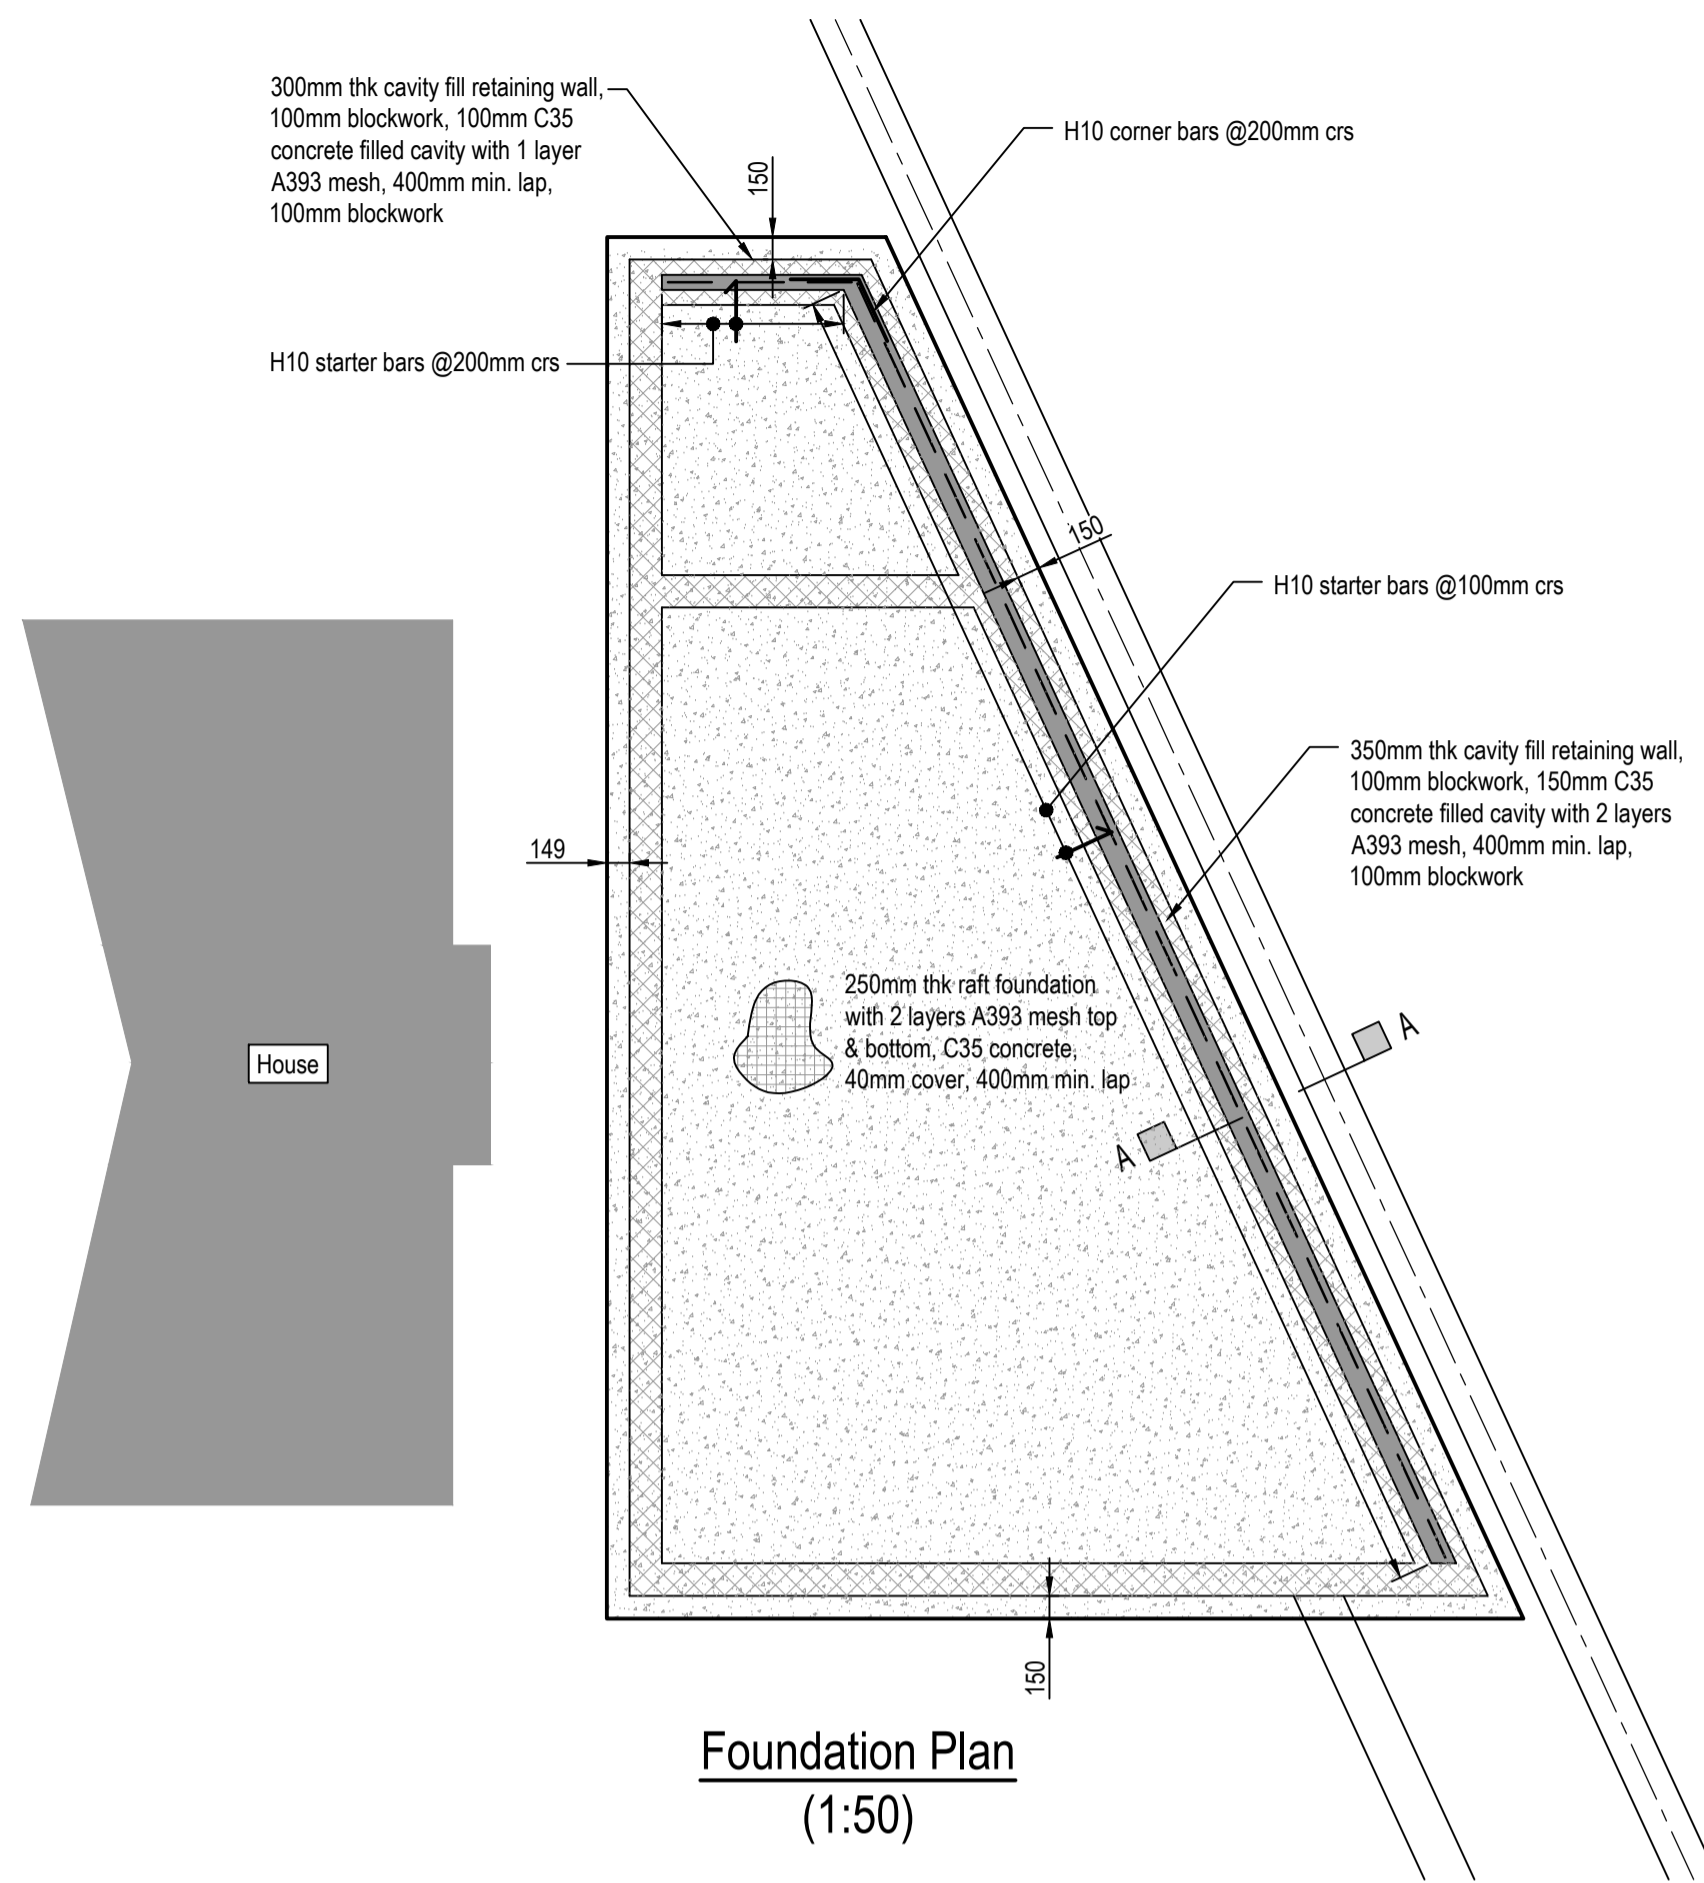 300mm thk cavity fill retaining wall,
100mm blockwork, 100mm C35
concrete filled cavity with 1 layer
A393 mesh, 400mm min. lap,
100mm blockwork
150
H10 corner bars @200mm crs
H10 starter bars @200mm crs
150
H10 starter bars @100mm crs
350mm thk cavity fill retaining wall,
100mm blockwork, 150mm C35
concrete filled cavity with 2 layers
A393 mesh, 400mm min. lap,
100mm blockwork
149
250mm thk raft foundation
with 2 layers A393 mesh top
& bottom, C35 concrete,
40mm cover, 400mm min. lap
A
House
A
150
Foundation Plan
(1:50)